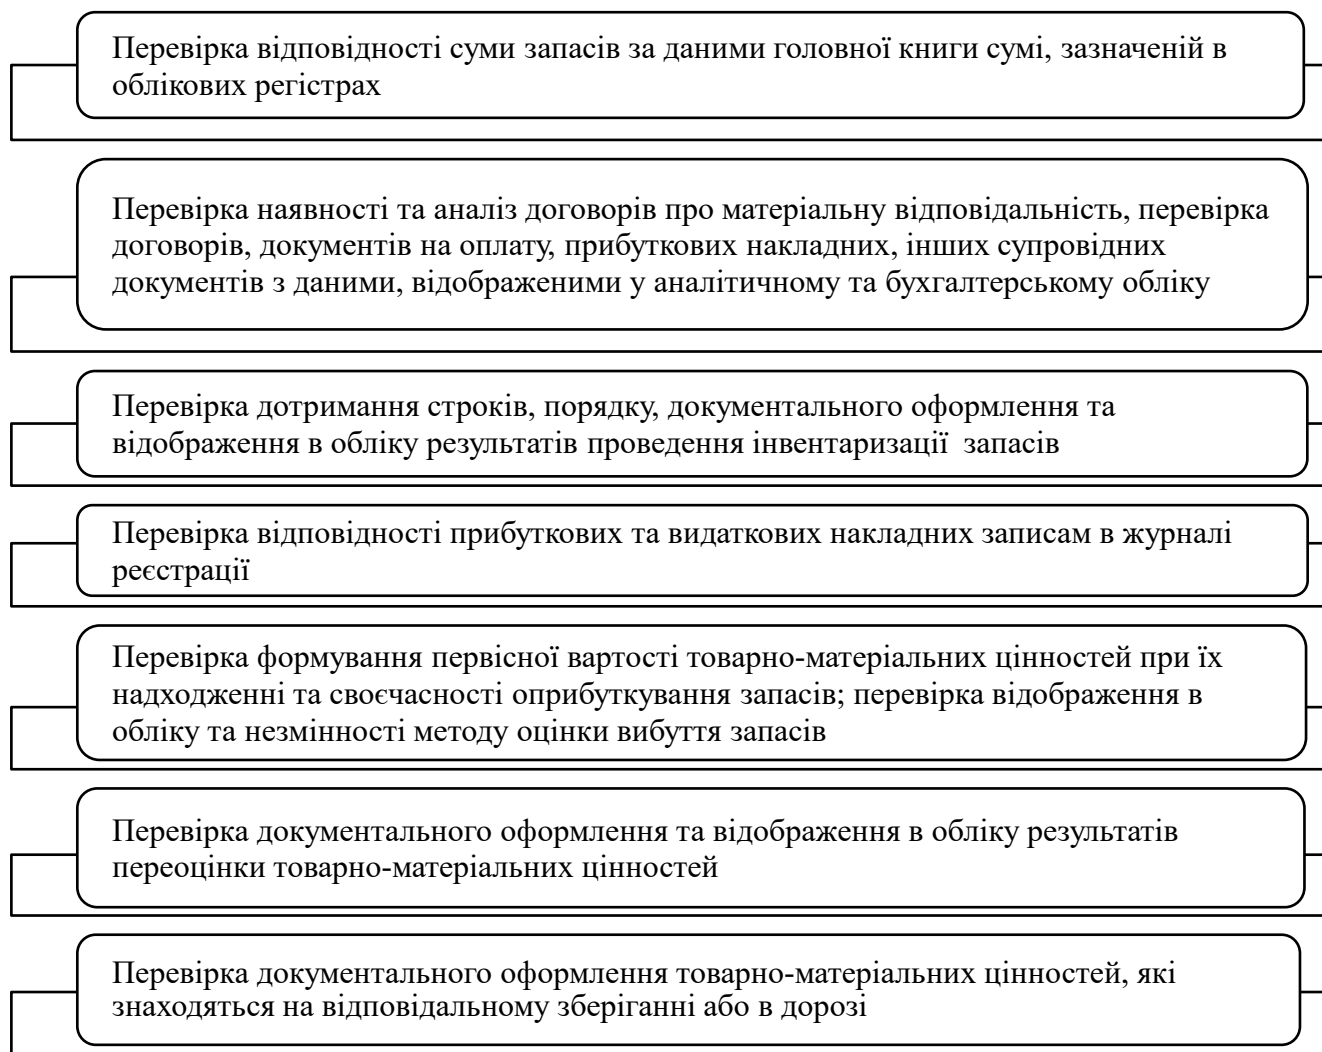 Перевірка відповідності суми запасів за даними головної книги сумі, зазначеній в
облікових регістрах
Перевірка наявності та аналіз договорів про матеріальну відповідальність, перевірка
договорів, документів на оплату, прибуткових накладних, інших супровідних
документів з даними, відображеними у аналітичному та бухгалтерському обліку
Перевірка дотримання строків, порядку, документального оформлення та
відображення в обліку результатів проведення інвентаризації запасів
Перевірка відповідності прибуткових та видаткових накладних записам в журналі
реєстрації
Перевірка формування первісної вартості товарно-матеріальних цінностей при їх
надходженні та своєчасності оприбуткування запасів; перевірка відображення в
обліку та незмінності методу оцінки вибуття запасів
Перевірка документального оформлення та відображення в обліку результатів
переоцінки товарно-матеріальних цінностей
Перевірка документального оформлення товарно-матеріальних цінностей, які
знаходяться на відповідальному зберіганні або в дорозі